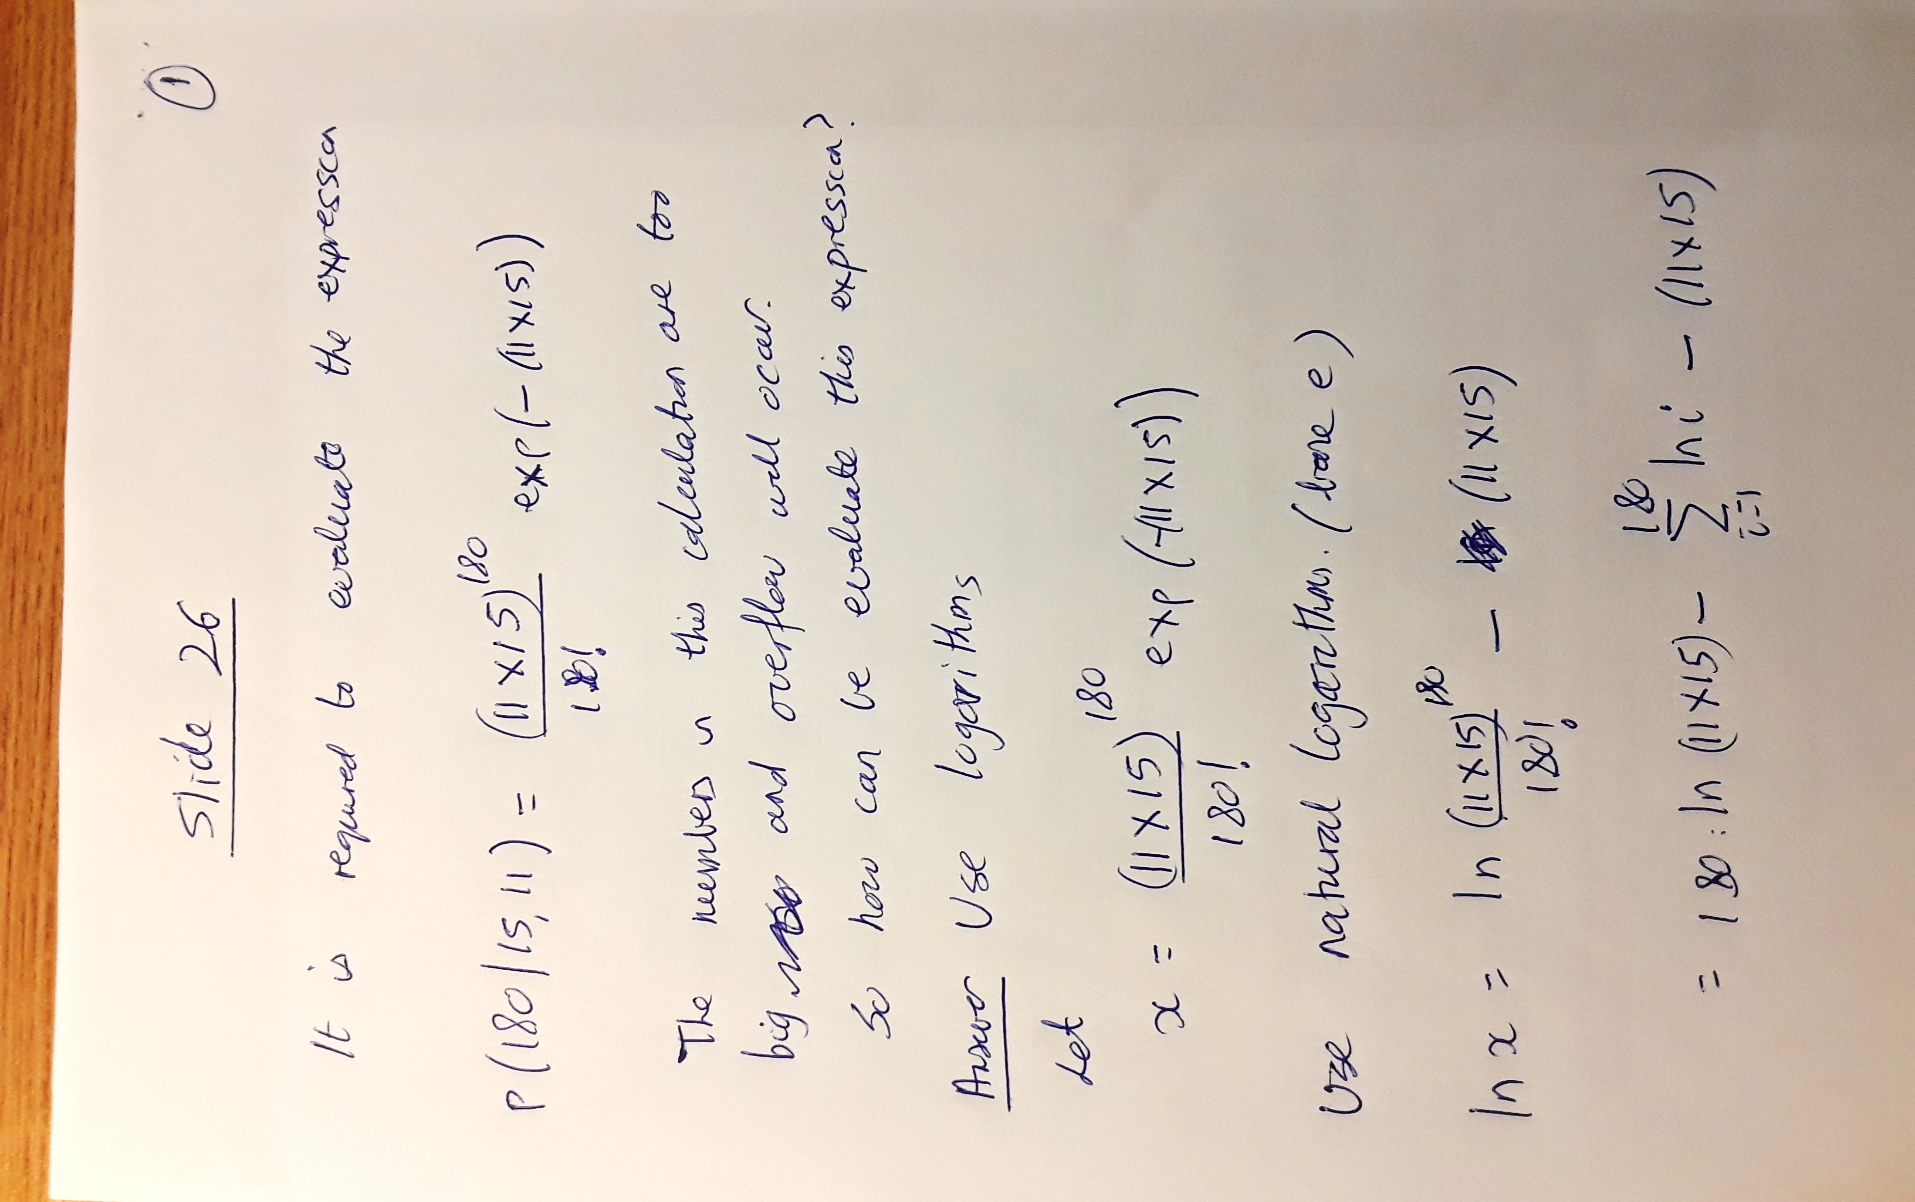 ①
Slide 26
It is required to evaluate the expression
P(180|15,11) = (11×15)^180 / 180! exp(-(11×15))
The numbers in this calculation are too
big and overflow will occur.
So how can we evaluate this expression?
Answer Use logarithms
Let
x = (11×15)^180 / 180! exp(-(11×15))
Use natural logarithms. (base e)
ln x = ln (11×15)^180 / 180! - (11×15)
= 180 ln(11×15) - ∑_{i=1}^{180} ln i - (11×15)